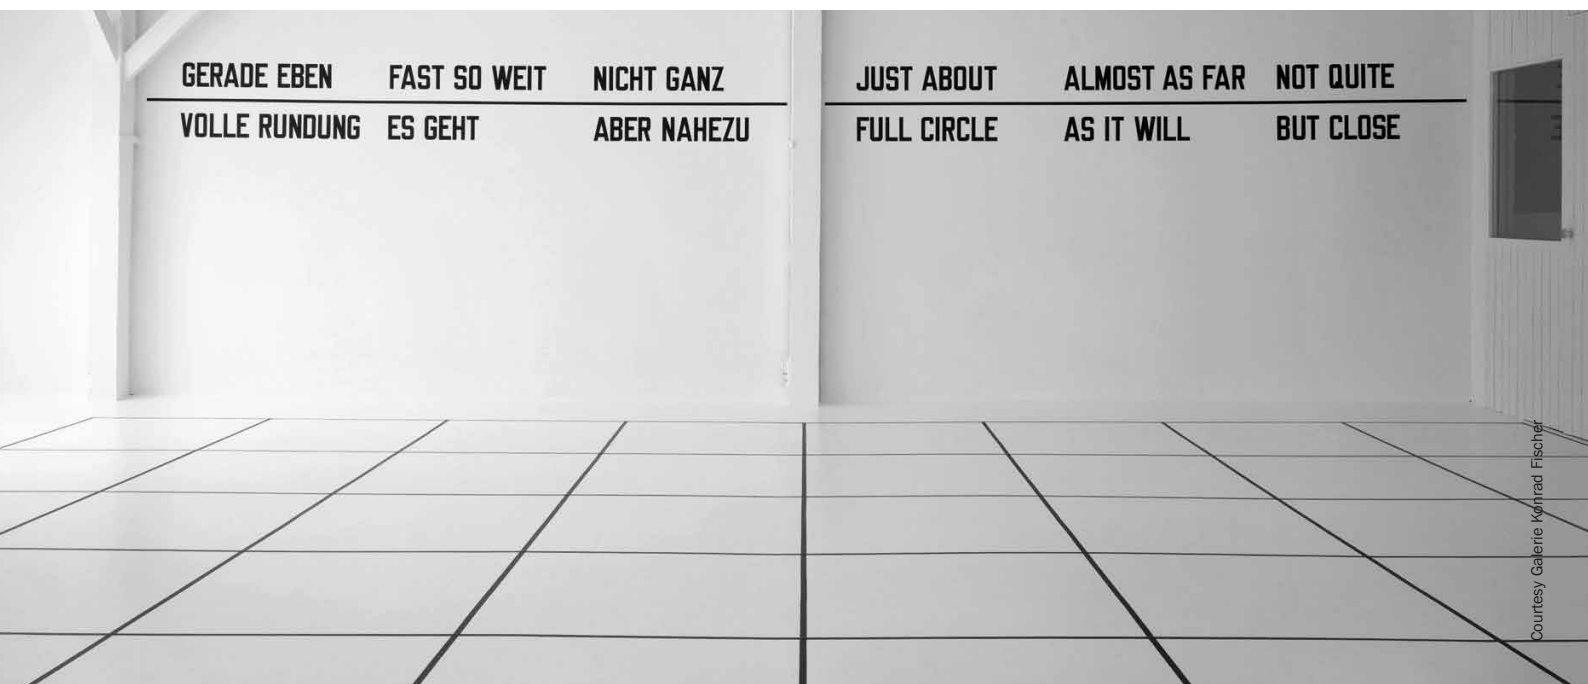 GERADE EBEN FAST SO WEIT NICHT GANZ
VOLLE RUNDUNG ES GEHT ABER NAHEZU
JUST ABOUT ALMOST AS FAR NOT QUITE
FULL CIRCLE AS IT WILL BUT CLOSE
Courtesy Galerie Konrad Fischer